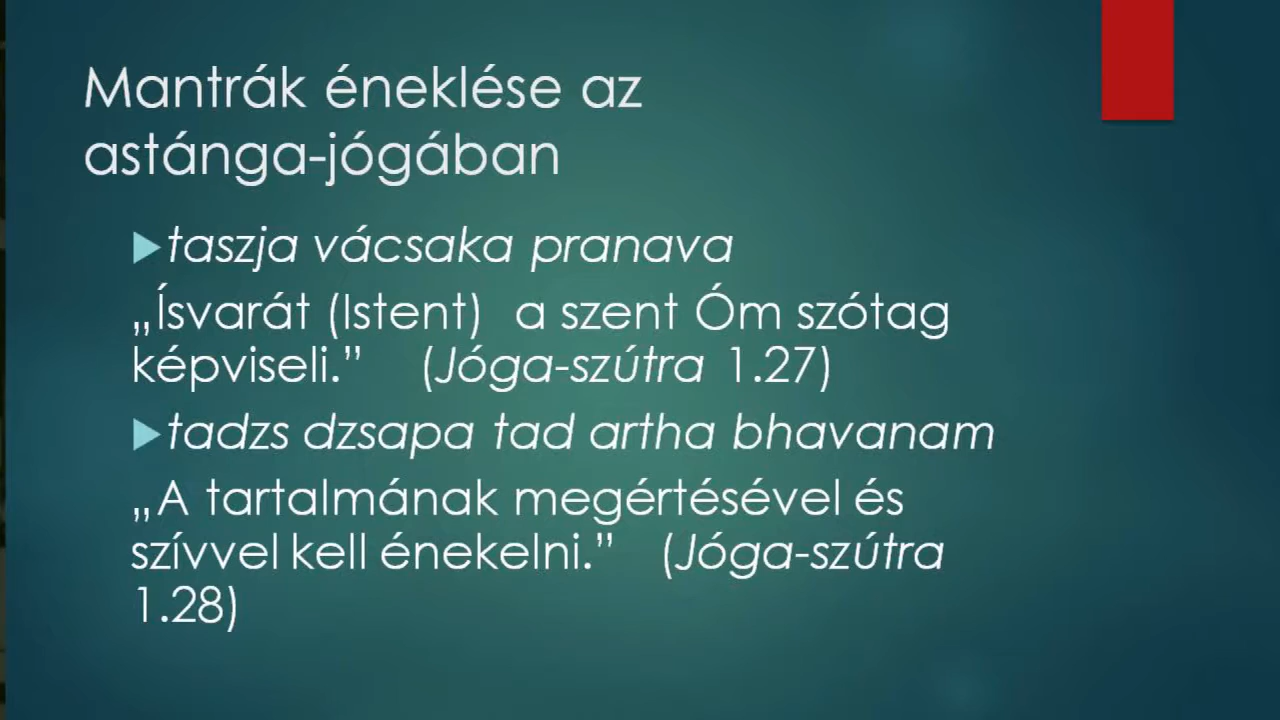 Mantrák éneklése az
astánga-jógában
taszja vácsaka pranava
„Ísvarát (Istent) a szent Óm szótag
képviseli.” (Jóga-szútra 1.27)
tadzs dzsapa tad artha bhavanam
„A tartalmának megértésével és
szívvel kell énekelni.” (Jóga-szútra
1.28)